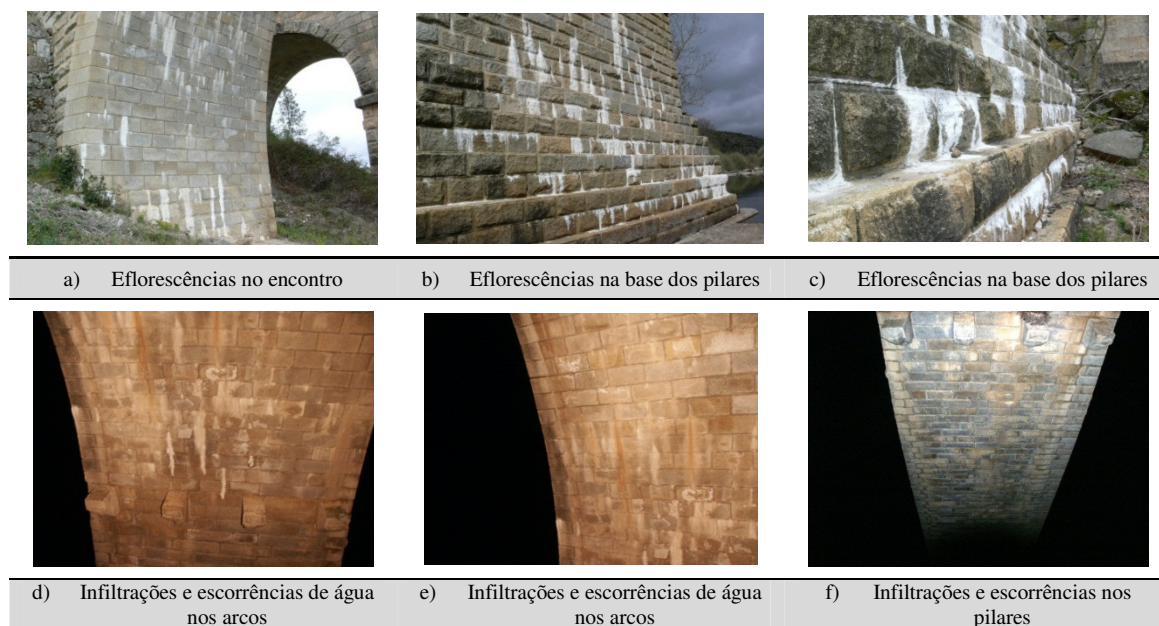 a) Eflorescências no encontro
b) Eflorescências na base dos pilares
c) Eflorescências na base dos pilares
d) Infiltrações e escorrências de água
nos arcos
e) Infiltrações e escorrências de água
nos arcos
f) Infiltrações e escorrências nos
pilares